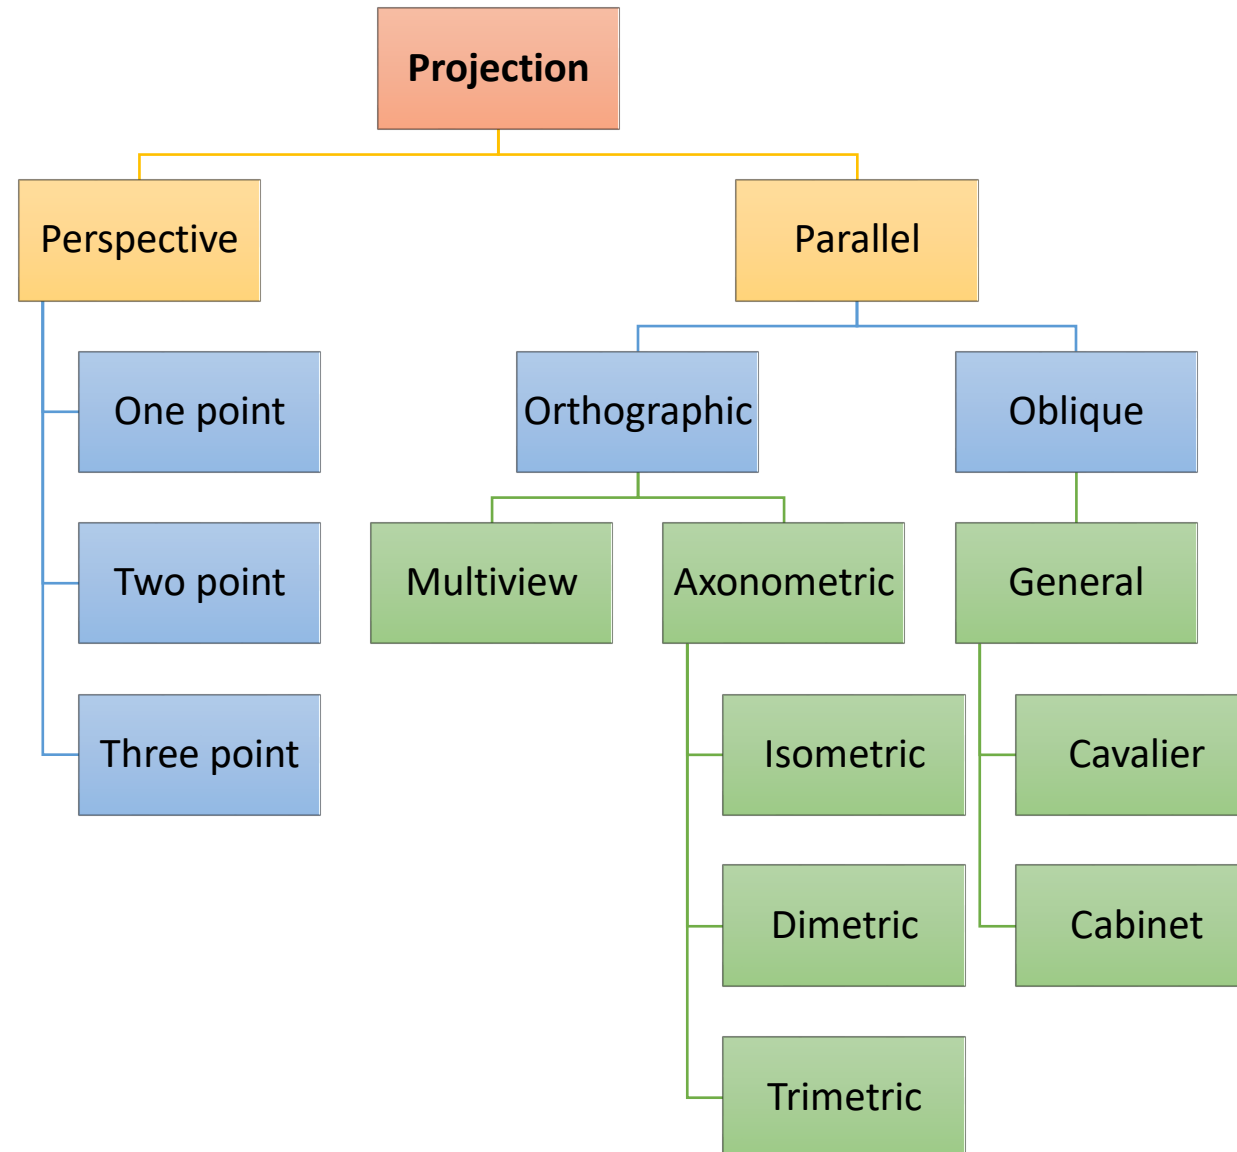 Projection
Perspective
Parallel
One point
Orthographic
Oblique
Two point
Multiview
Axonometric
General
Three point
Isometric
Cavalier
Dimetric
Cabinet
Trimetric